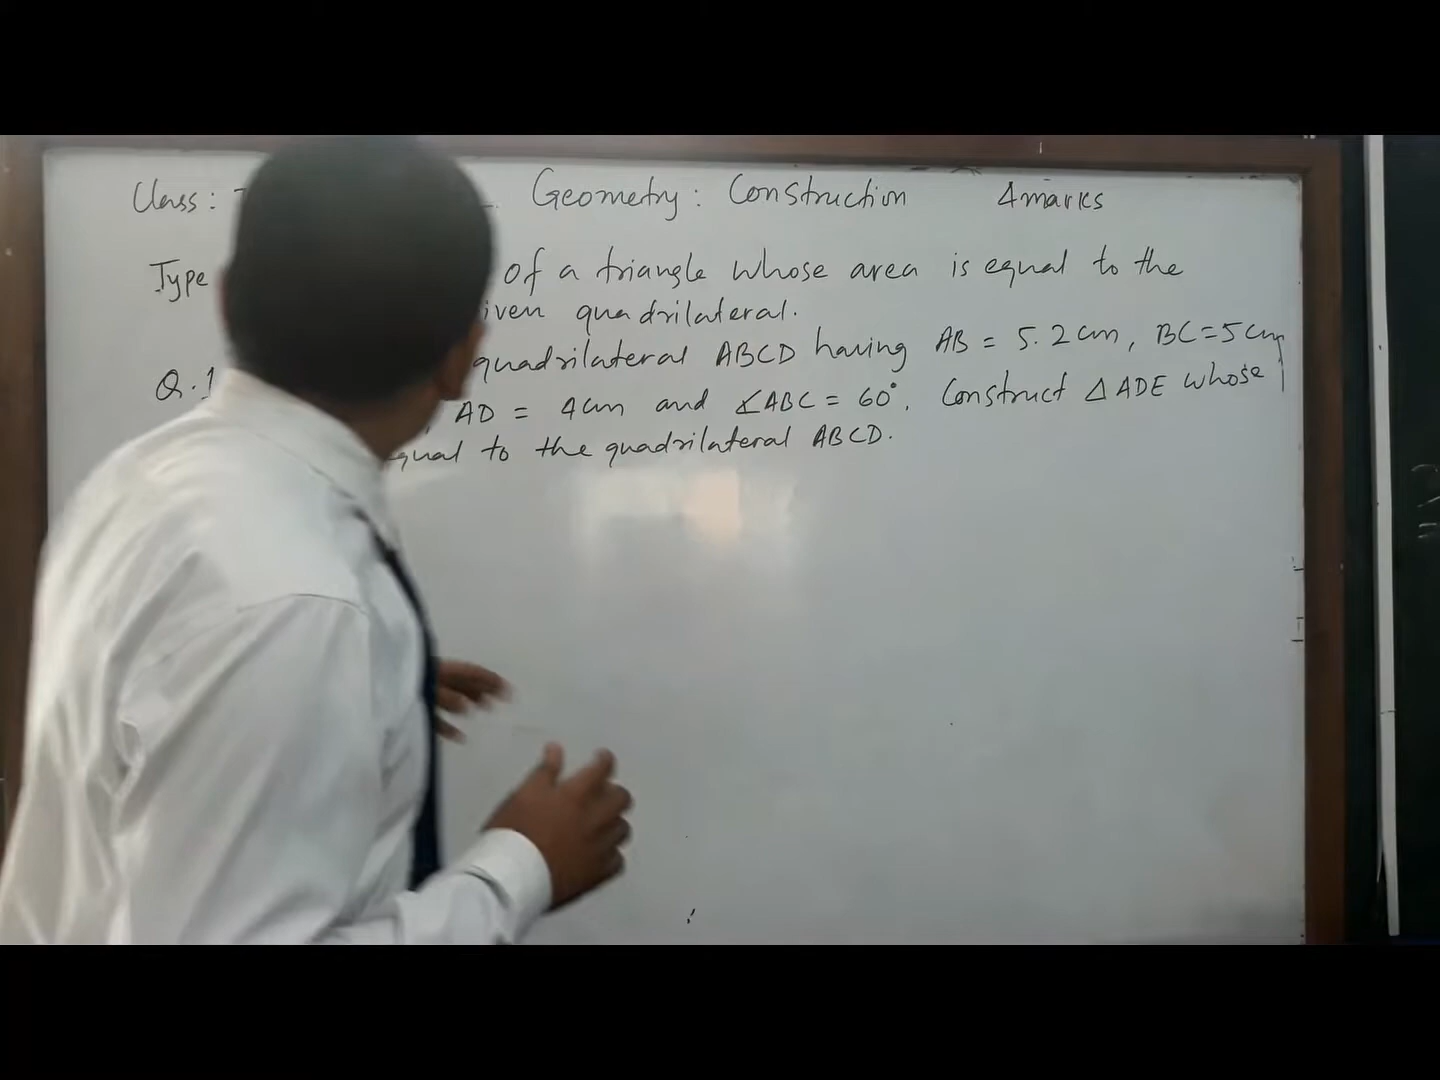 Class: Geometry: Construction 4 marks
Type of a triangle whose area is equal to the
quadrilateral.
Q.1 quadrilateral ABCD having AB = 5.2 cm, BC = 5 cm
AD = 4 cm and ∡ABC = 60°. Construct △ ADE whose
to the quadrilateral ABCD.